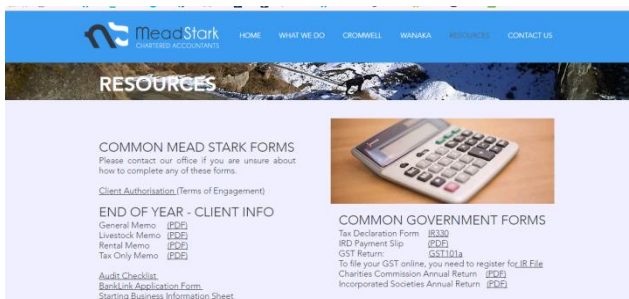 MeadStark
CHARTERED ACCOUNTANTS
HOME WHAT WE DO CROMWELL WANAKA RESOURCES CONTACT US
RESOURCES
COMMON MEAD STARK FORMS
Please contact our office if you are unsure about
how to complete any of these forms.
Client Authorisation (Terms of Engagement)
END OF YEAR - CLIENT INFO
General Memo (PDF)
Livestock Memo (PDF)
Rental Memo (PDF)
Tax Only Memo (PDF)
Audit Checklist
BankLink Application Form
Starting Business Information Sheet
COMMON GOVERNMENT FORMS
Tax Declaration Form IR330
IRD Payment Slip (PDF)
GST Return: GST101a
To file your GST online, you need to register for IR File
Charities Commission Annual Return (PDF)
Incorporated Societies Annual Return (PDF)